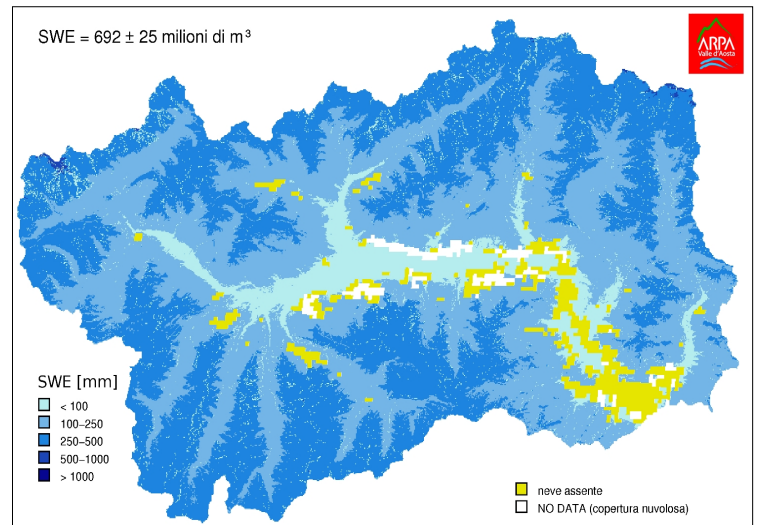 SWE = 692 ± 25 milioni di m³
ARPA
Valle d'Aosta
SWE [mm]
< 100
100–250
250–500
500–1000
> 1000
neve assente
NO DATA (copertura nuvolosa)